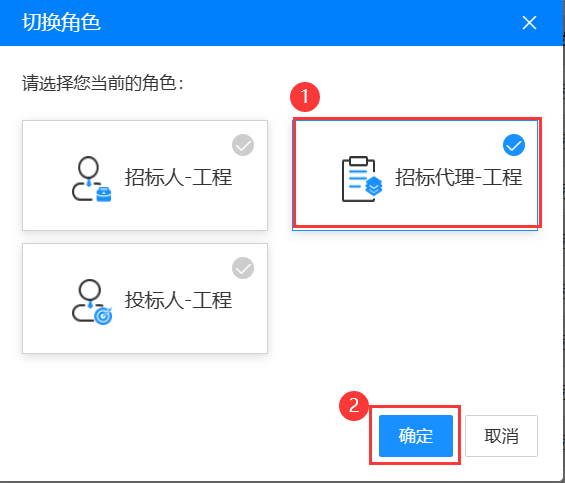 切换角色
请选择您当前的角色：
1
招标人-工程
招标代理-工程
投标人-工程
2
确定
取消